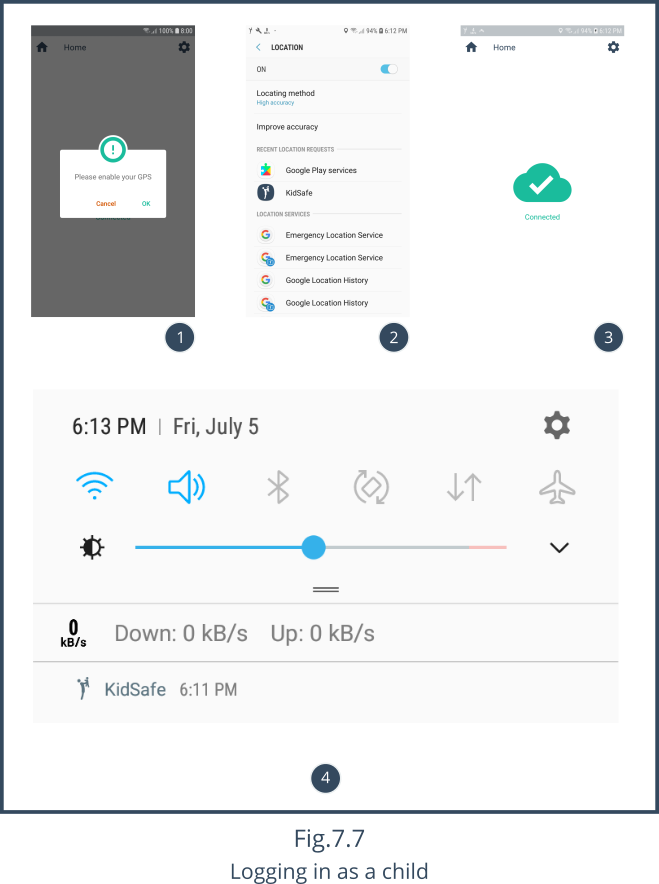 100% 8:00
Home
Please enable your GPS
Cancel OK
1
94% 6:12 PM
LOCATION
ON
Locating method
High accuracy
Improve accuracy
RECENT LOCATION REQUESTS
Google Play services
KidSafe
LOCATION SERVICES
Emergency Location Service
Emergency Location Service
Google Location History
Google Location History
2
94% 6:13 PM
Home
Connected
3
6:13 PM | Fri, July 5
0
kB/s
Down: 0 kB/s Up: 0 kB/s
KidSafe 6:11 PM
4
Fig.7.7
Logging in as a child